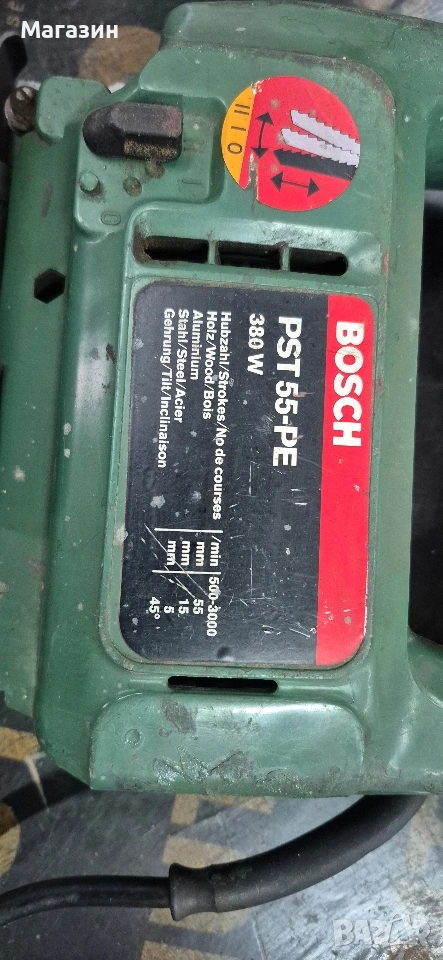 Магазин
II I 0
BOSCH
PST 55-PE
380 W
Hubzahl/Strokes/No de courses /min 500-3000
Holz/Wood/Bois mm 55
Aluminium mm 15
Stahl/Steel/Acier mm 5
Gehrung/Tilt/Inclinaison 45°
BAZAR